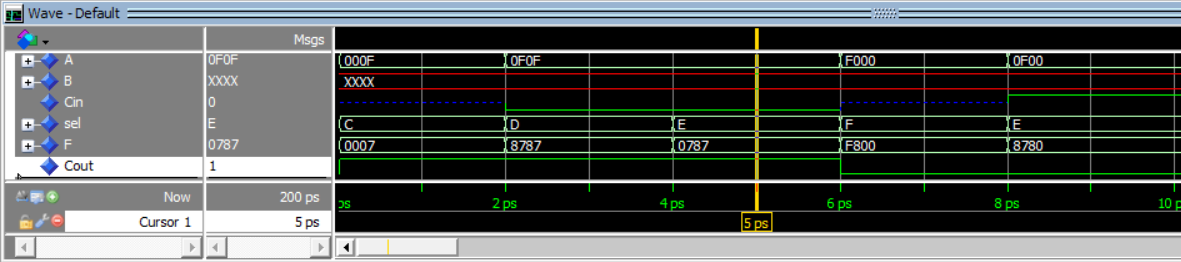 Wave - Default
Msgs
A 0F0F 000F 0F0F F000 0F00
B XXXX XXXX
Cin 0
sel E C D E F E
F 0787 0007 8787 0787 F800 8780
Cout 1
Now 200 ps ps 2 ps 4 ps 6 ps 8 ps 10 p
Cursor 1 5 ps 5 ps